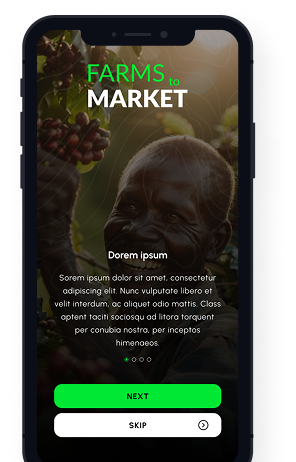 FARMS to
MARKET
Dorem ipsum
Sorem ipsum dolor sit amet, consectetur
adipiscing elit. Nunc vulputate libero et
velit interdum, ac aliquet odio mattis. Class
aptent taciti sociosqu ad litora torquent
per conubia nostra, per inceptos
himenaeos.
NEXT
SKIP